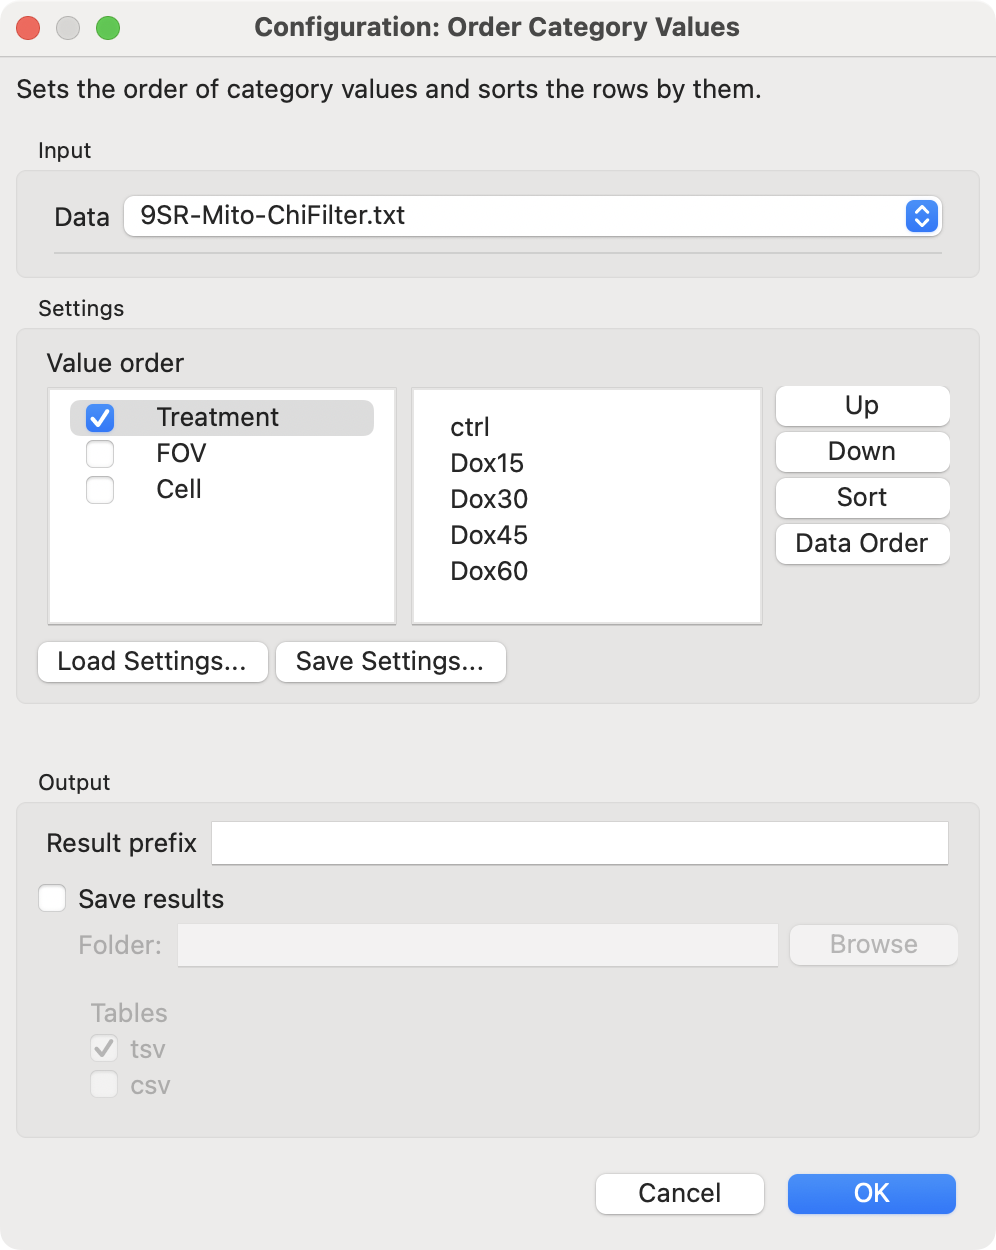 Configuration: Order Category Values
Sets the order of category values and sorts the rows by them.
Input
Data 9SR-Mito-ChiFilter.txt
Settings
Value order
Treatment
FOV
Cell
ctrl
Dox15
Dox30
Dox45
Dox60
Up
Down
Sort
Data Order
Load Settings... Save Settings...
Output
Result prefix
Save results
Folder: Browse
Tables
tsv
csv
Cancel OK